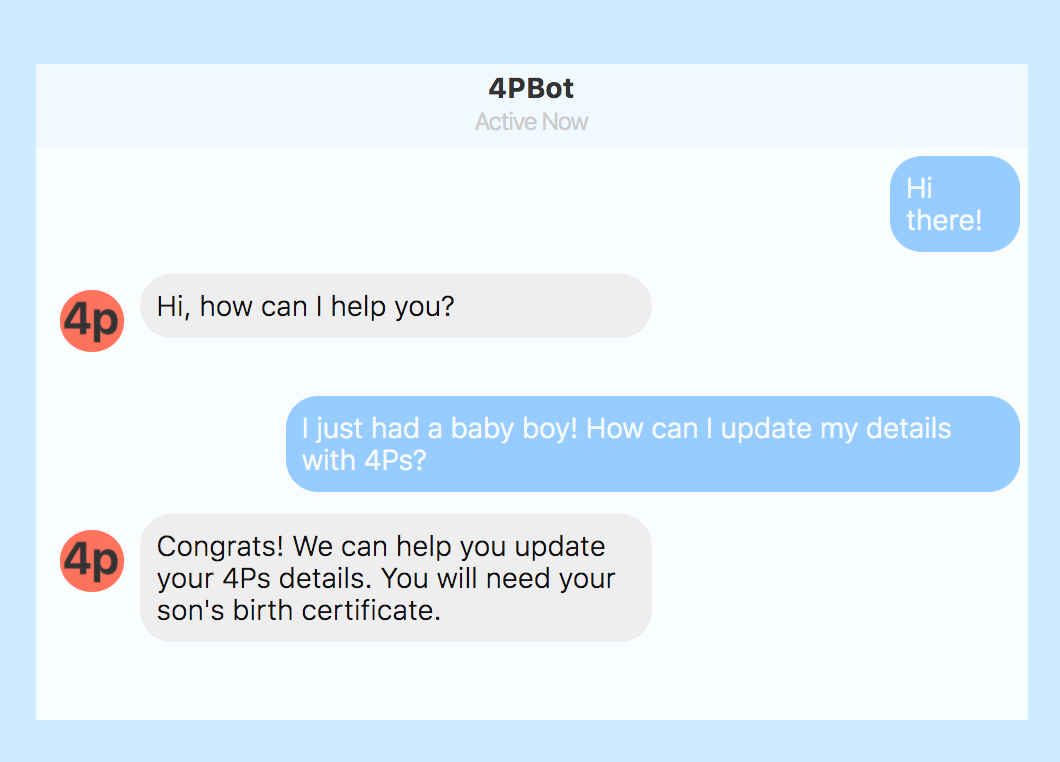 4PBot
Active Now
Hi
there!
4p
Hi, how can I help you?
I just had a baby boy! How can I update my details
with 4Ps?
4p
Congrats! We can help you update
your 4Ps details. You will need your
son's birth certificate.